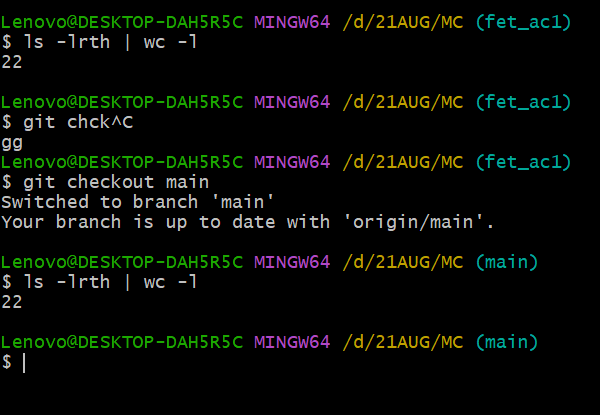 Lenovo@DESKTOP-DAH5R5C MINGW64 /d/21AUG/MC (fet_ac1)
$ ls -lrth | wc -l
22
Lenovo@DESKTOP-DAH5R5C MINGW64 /d/21AUG/MC (fet_ac1)
$ git chck^C
gg
Lenovo@DESKTOP-DAH5R5C MINGW64 /d/21AUG/MC (fet_ac1)
$ git checkout main
Switched to branch 'main'
Your branch is up to date with 'origin/main'.
Lenovo@DESKTOP-DAH5R5C MINGW64 /d/21AUG/MC (main)
$ ls -lrth | wc -l
22
Lenovo@DESKTOP-DAH5R5C MINGW64 /d/21AUG/MC (main)
$